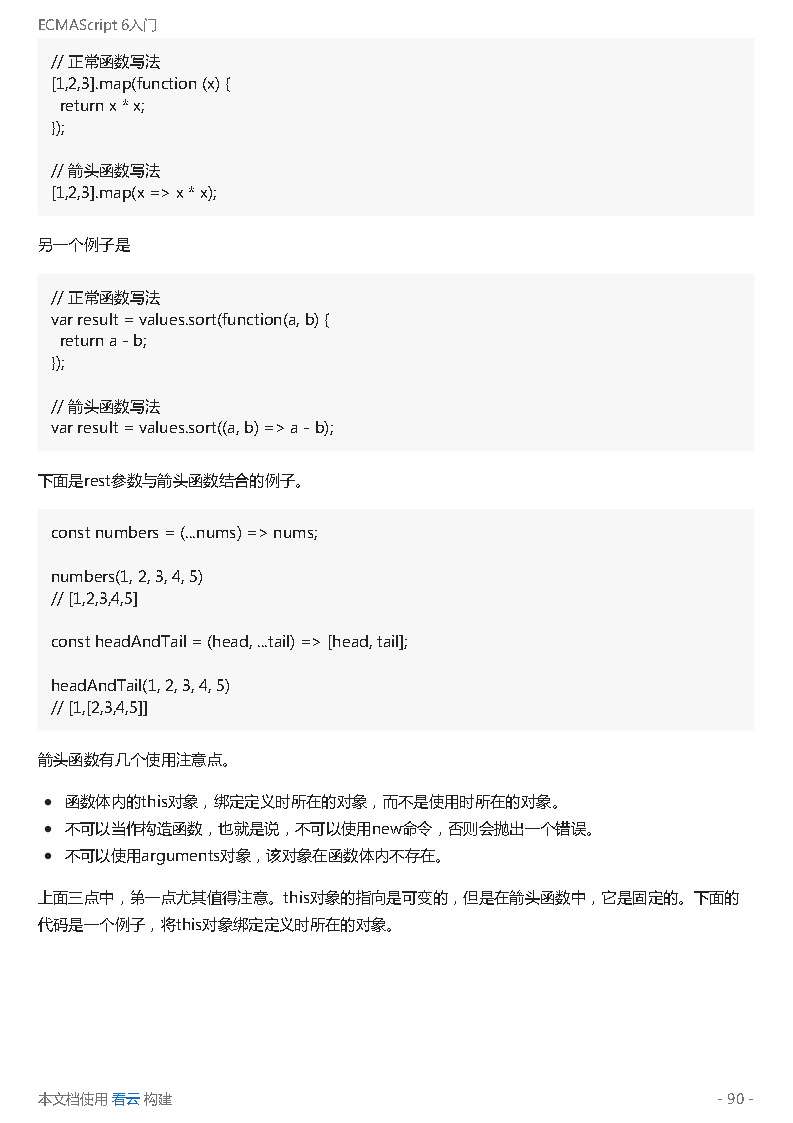 ECMAScript 6入门
// 正常函数写法
[1,2,3].map(function (x) {
  return x * x;
});
// 箭头函数写法
[1,2,3].map(x => x * x);
另一个例子是
// 正常函数写法
var result = values.sort(function(a, b) {
  return a - b;
});
// 箭头函数写法
var result = values.sort((a, b) => a - b);
下面是rest参数与箭头函数结合的例子。
const numbers = (...nums) => nums;
numbers(1, 2, 3, 4, 5)
// [1,2,3,4,5]
const headAndTail = (head, ...tail) => [head, tail];
headAndTail(1, 2, 3, 4, 5)
// [1,[2,3,4,5]]
箭头函数有几个使用注意点。
• 函数体内的this对象，绑定定义时所在的对象，而不是使用时所在的对象。
• 不可以当作构造函数，也就是说，不可以使用new命令，否则会抛出一个错误。
• 不可以使用arguments对象，该对象在函数体内不存在。
上面三点中，第一点尤其值得注意。this对象的指向是可变的，但是在箭头函数中，它是固定的。下面的
代码是一个例子，将this对象绑定定义时所在的对象。
本文档使用 看云 构建
- 90 -